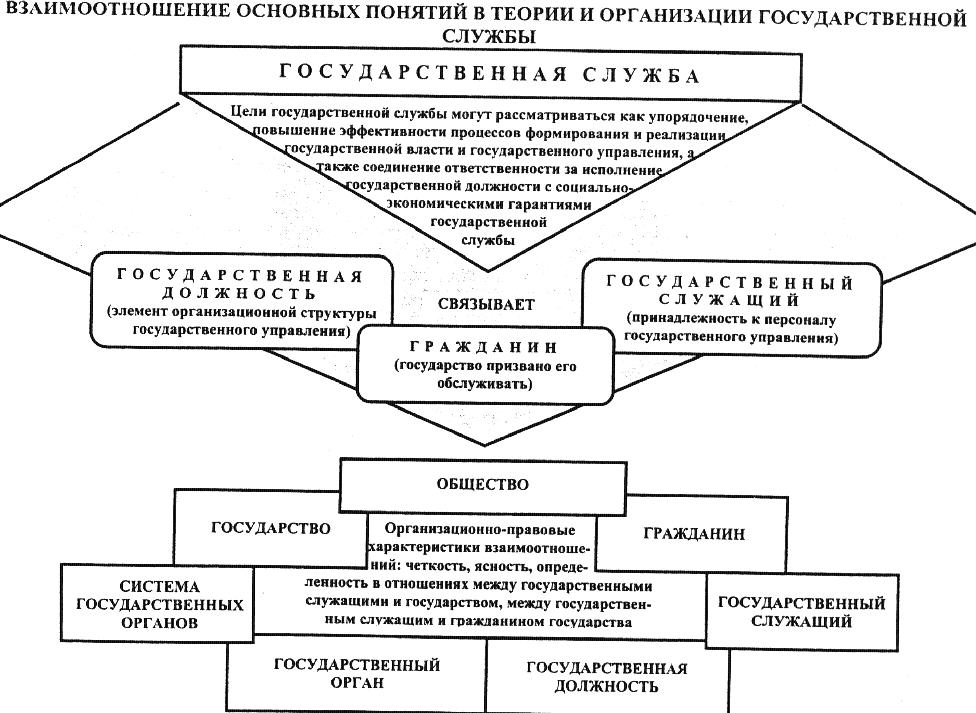 ВЗАИМООТНОШЕНИЕ ОСНОВНЫХ ПОНЯТИЙ В ТЕОРИИ И ОРГАНИЗАЦИИ ГОСУДАРСТВЕННОЙ
СЛУЖБЫ
ГОСУДАРСТВЕННАЯ СЛУЖБА
Цели государственной службы могут рассматриваться как упорядочение,
повышение эффективности процессов формирования и реализации
государственной власти и государственного управления, а
также соединение ответственности за исполнение
государственной должности с социально-
экономическими гарантиями
государственной
службы
ГОСУДАРСТВЕННАЯ
ДОЛЖНОСТЬ
(элемент организационной структуры
государственного управления)
СВЯЗЫВАЕТ
ГОСУДАРСТВЕННЫЙ
СЛУЖАЩИЙ
(принадлежность к персоналу
государственного управления)
ГРАЖДАНИН
(государство призвано его
обслуживать)
ОБЩЕСТВО
ГОСУДАРСТВО
Организационно-правовые
характеристики взаимоотноше-
ний: четкость, ясность, опреде-
ленность в отношениях между государственными
служащими и государством, между государствен-
ным служащим и гражданином государства
ГРАЖДАНИН
СИСТЕМА
ГОСУДАРСТВЕННЫХ
ОРГАНОВ
ГОСУДАРСТВЕННЫЙ
СЛУЖАЩИЙ
ГОСУДАРСТВЕННЫЙ
ОРГАН
ГОСУДАРСТВЕННАЯ
ДОЛЖНОСТЬ